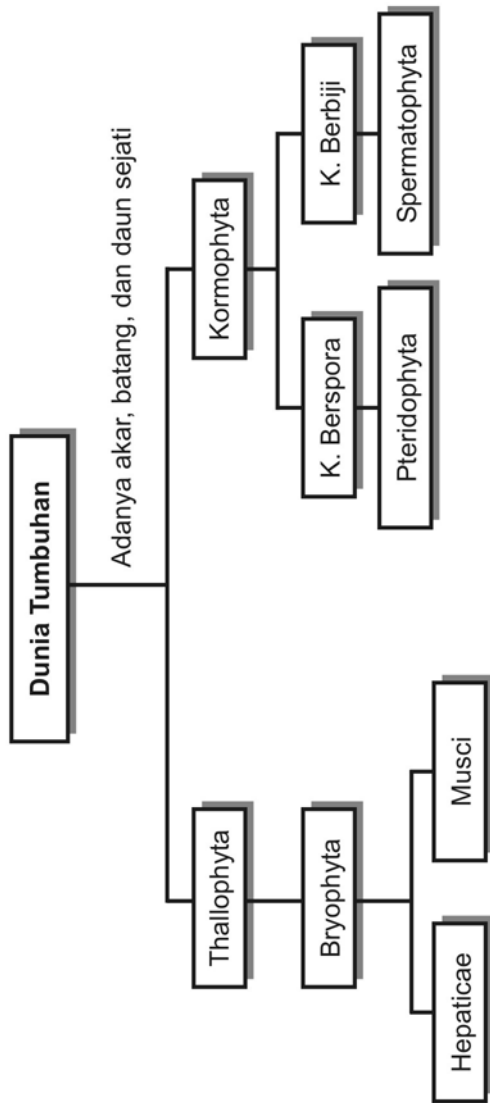 Dunia Tumbuhan
Adanya akar, batang, dan daun sejati
Thallophyta
Kormophyta
Bryophyta
K. Berspora
K. Berbiji
Hepaticae
Musci
Pteridophyta
Spermatophyta